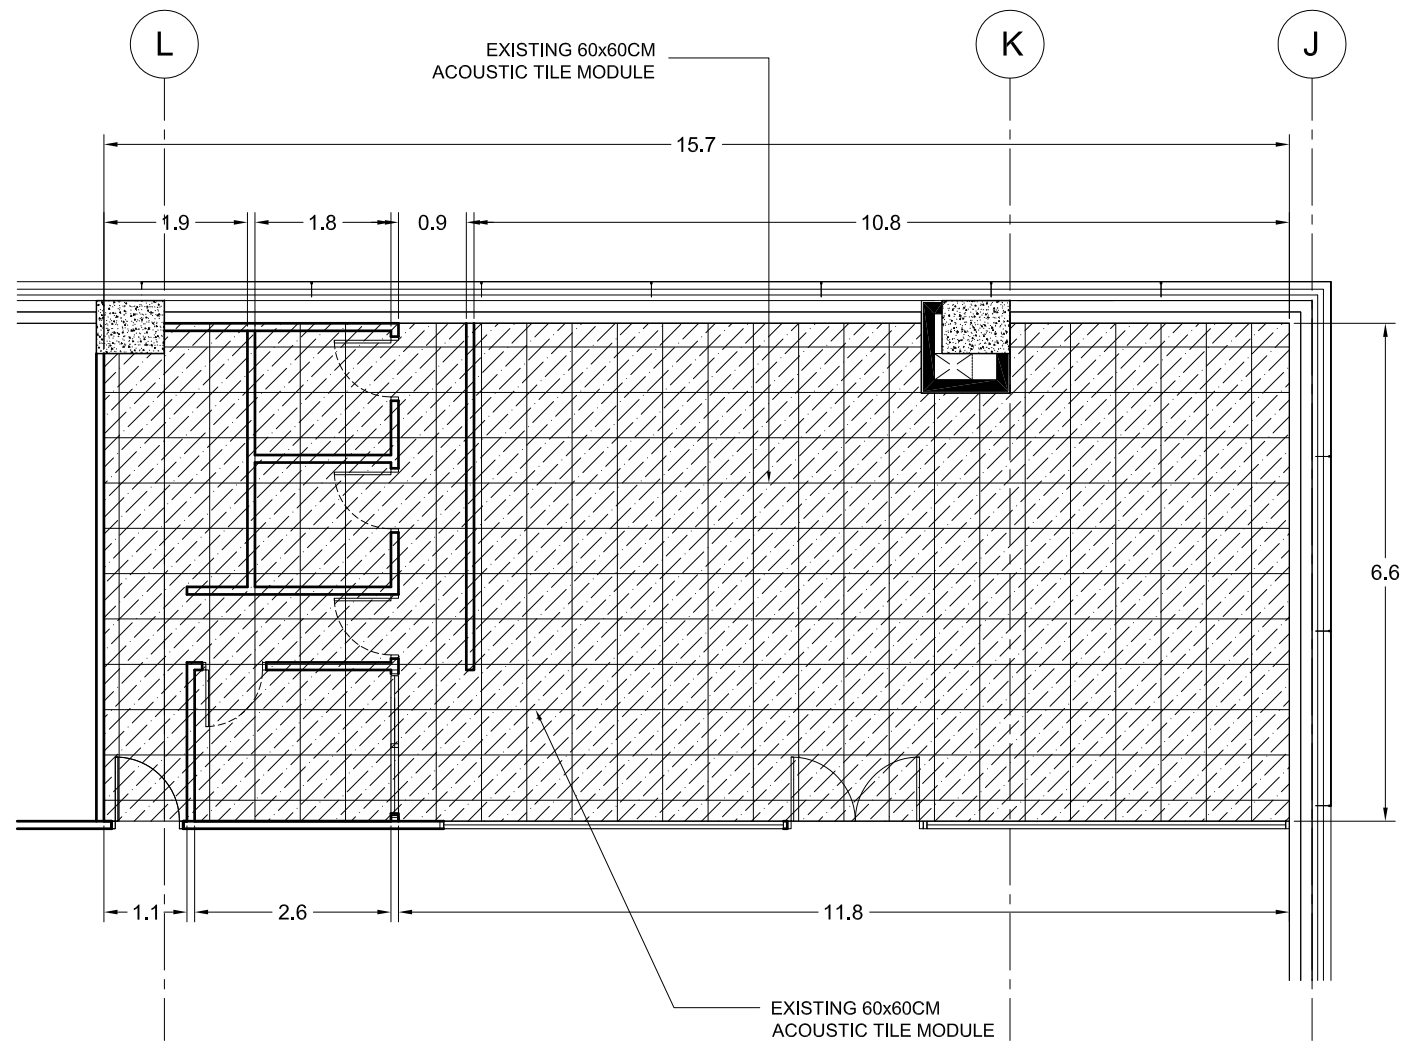 L
K
J
EXISTING 60x60CM
ACOUSTIC TILE MODULE
15.7
1.9
1.8
0.9
10.8
6.6
1.1
2.6
11.8
EXISTING 60x60CM
ACOUSTIC TILE MODULE